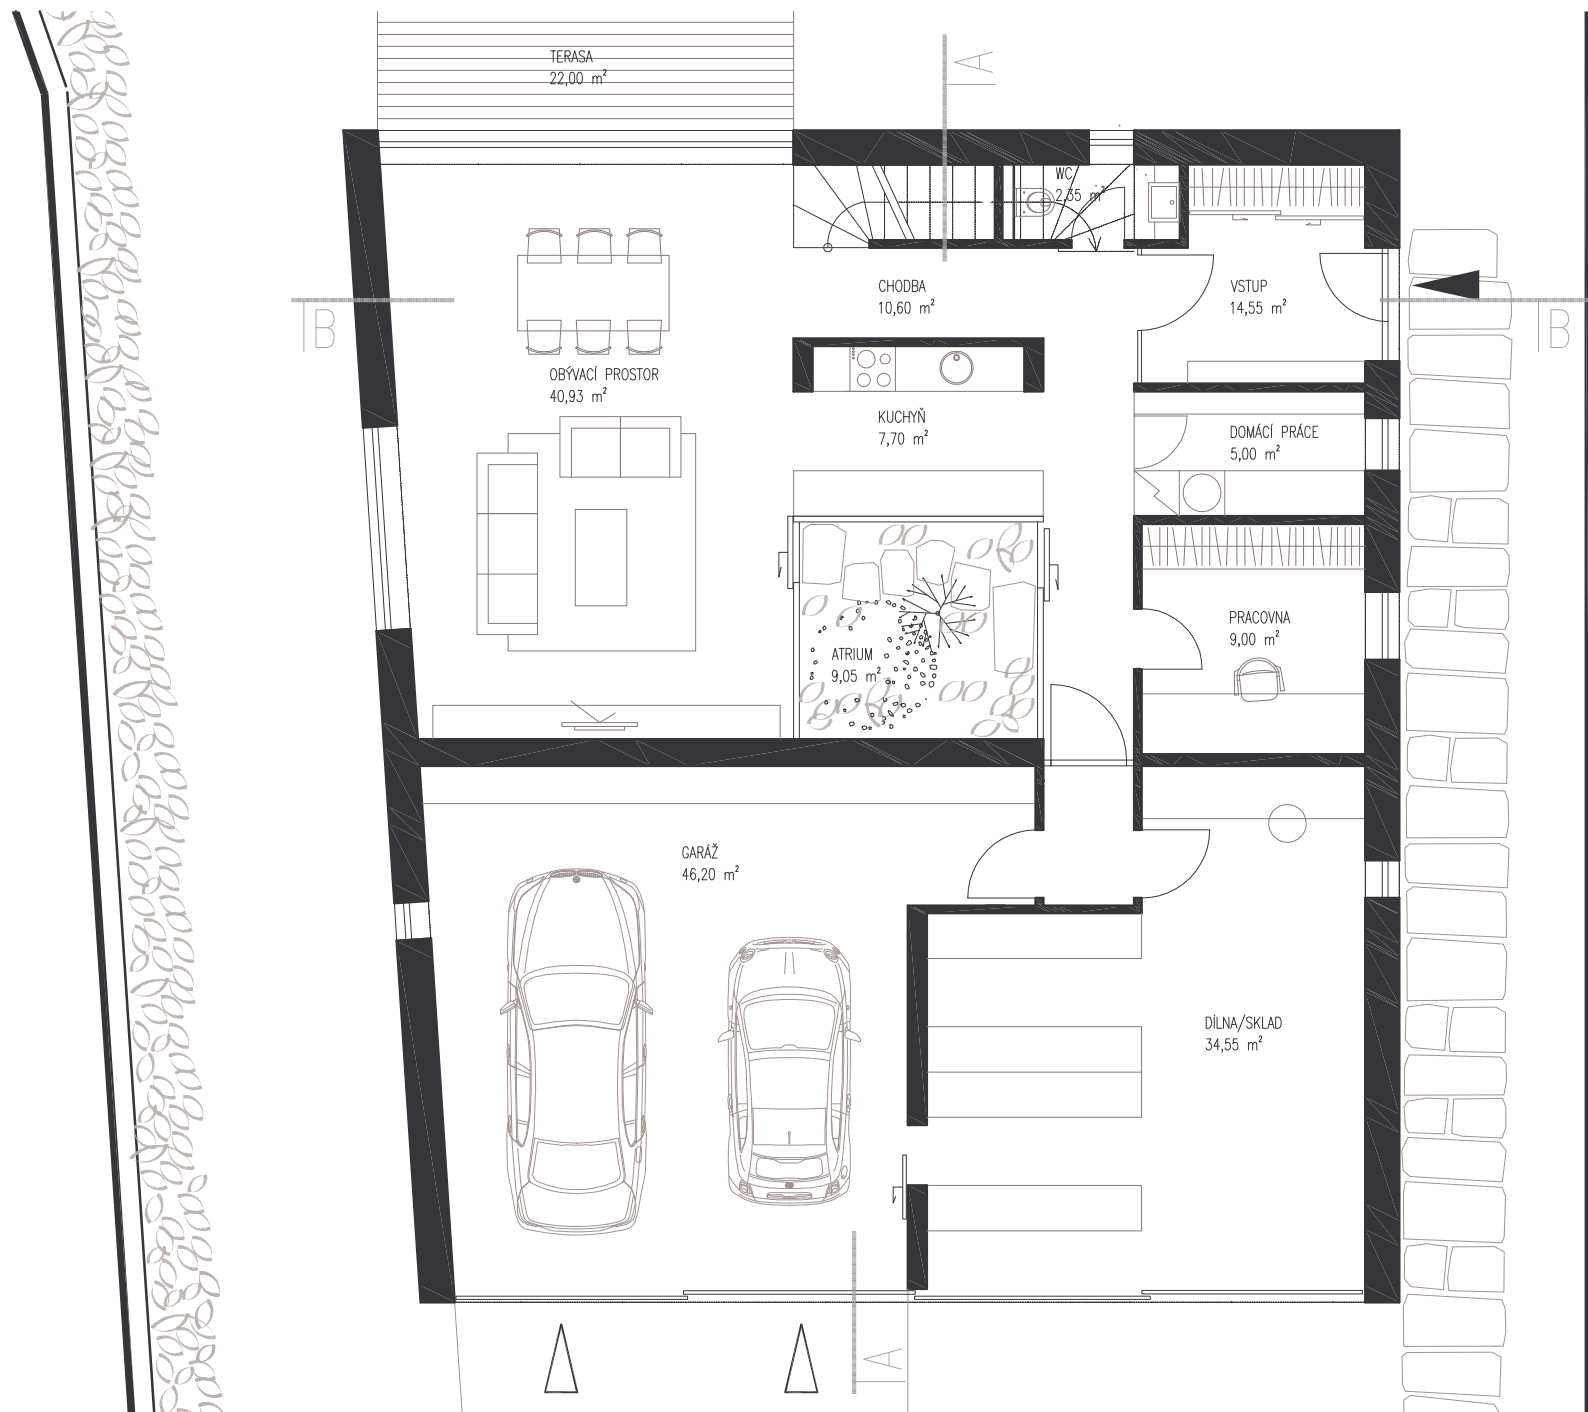 TERASA
22,00 m²
A
WC
2,35 m²
CHODBA
10,60 m²
VSTUP
14,55 m²
B
B
OBÝVACÍ PROSTOR
40,93 m²
KUCHYŇ
7,70 m²
DOMÁCÍ PRÁCE
5,00 m²
PRACOVNA
9,00 m²
ATRIUM
9,05 m²
GARÁŽ
46,20 m²
DÍLNA/SKLAD
34,55 m²
A